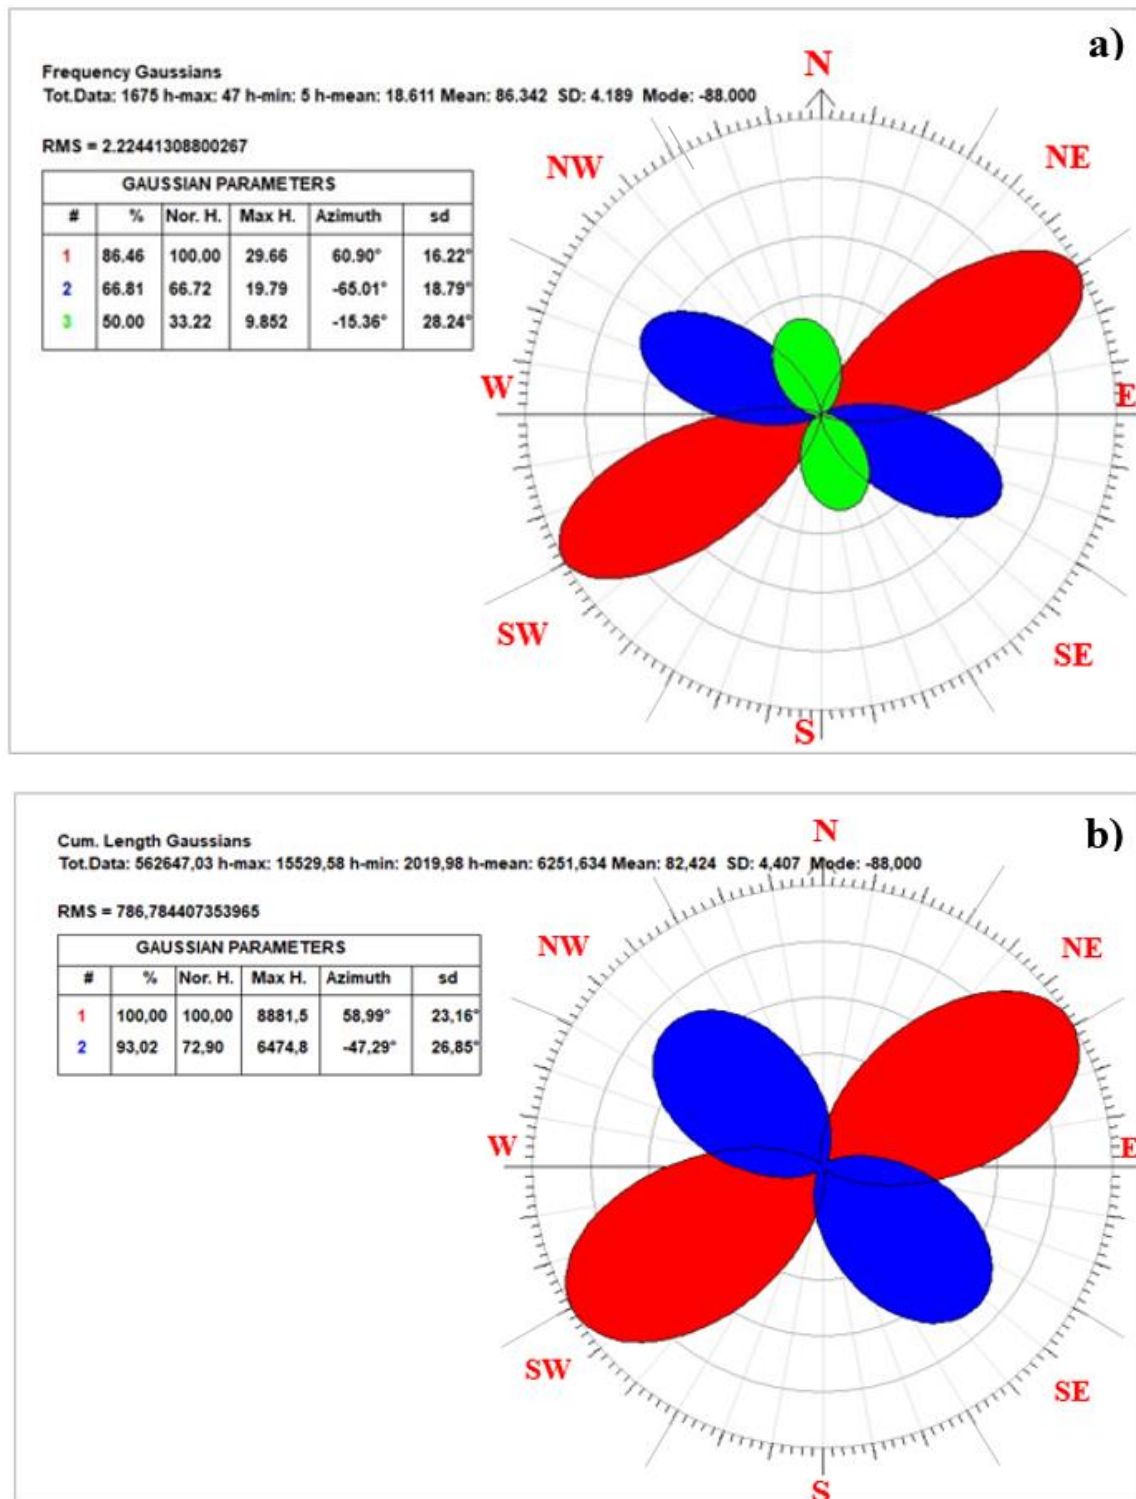 a)
N
Frequency Gaussians
Tot.Data: 1675 h-max: 47 h-min: 5 h-mean: 18.611 Mean: 86.342 SD: 4.189 Mode: -88.000
RMS = 2.22441308800267
NW
NE
GAUSSIAN PARAMETERS
# % Nor. H. Max H. Azimuth sd
1 86.46 100.00 29.66 60.90° 16.22°
2 66.81 66.72 19.79 -65.01° 18.79°
3 50.00 33.22 9.852 -15.36° 28.24°
W
E
SW
SE
S
b)
N
Cum. Length Gaussians
Tot.Data: 562647,03 h-max: 15529,58 h-min: 2019,98 h-mean: 6251,634 Mean: 82,424 SD: 4,407 Mode: -88,000
RMS = 786,784407353965
NW
NE
GAUSSIAN PARAMETERS
# % Nor. H. Max H. Azimuth sd
1 100,00 100,00 8881,5 58,99° 23,16°
2 93,02 72,90 6474,8 -47,29° 26,85°
W
E
SW
SE
S